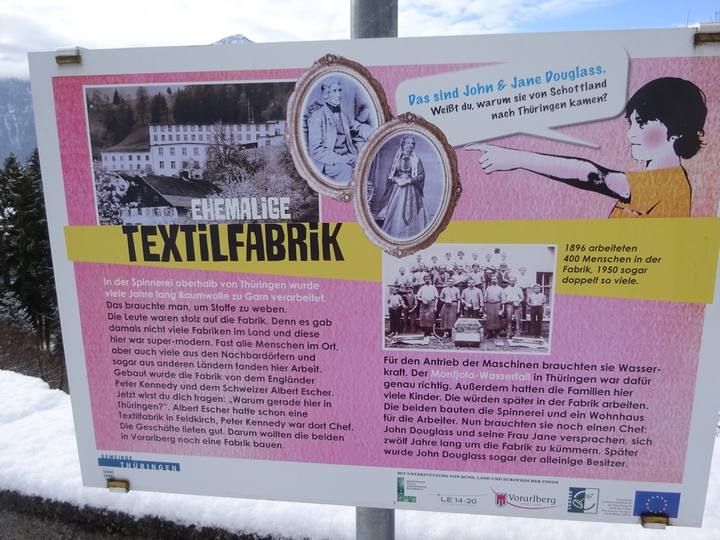 Das sind John & Jane Douglass.
Weißt du, warum sie von Schottland
nach Thüringen kamen?
EHEMALIGE
TEXTILFABRIK
1896 arbeiteten
400 Menschen in der
Fabrik, 1950 sogar
doppelt so viele.
In der Spinnerei oberhalb von Thüringen wurde
viele Jahre lang Baumwolle zu Garn verarbeitet.
Das brauchte man, um Stoffe zu weben.
Die Leute waren stolz auf die Fabrik. Denn es gab
damals nicht viele Fabriken im Land und diese
hier war super-modern. Fast alle Menschen im Ort,
aber auch viele aus den Nachbardörfern und
sogar aus anderen Ländern fanden hier Arbeit.
Gebaut wurde die Fabrik von dem Engländer
Peter Kennedy und dem Schweizer Albert Escher.
Jetzt wirst du dich fragen: „Warum gerade hier in
Thüringen?". Albert Escher hatte schon eine
Textilfabrik in Feldkirch, Peter Kennedy war dort Chef.
Die Geschäfte liefen gut. Darum wollten die beiden
in Vorarlberg noch eine Fabrik bauen.
Für den Antrieb der Maschinen brauchten sie Wasser-
kraft. Der Montjola-Wasserfall in Thüringen war dafür
genau richtig. Außerdem hatten die Familien hier
viele Kinder. Die würden später in der Fabrik arbeiten.
Die beiden bauten die Spinnerei und ein Wohnhaus
für die Arbeiter. Nun brauchten sie noch einen Chef:
John Douglass und seine Frau Jane versprachen, sich
zwölf Jahre lang um die Fabrik zu kümmern. Später
wurde John Douglass sogar der alleinige Besitzer.
GEMEINDE
THÜRINGEN
MIT UNTERSTÜTZUNG VON BUND, LAND UND EUROPÄISCHER UNION
LE 14-20
Vorarlberg